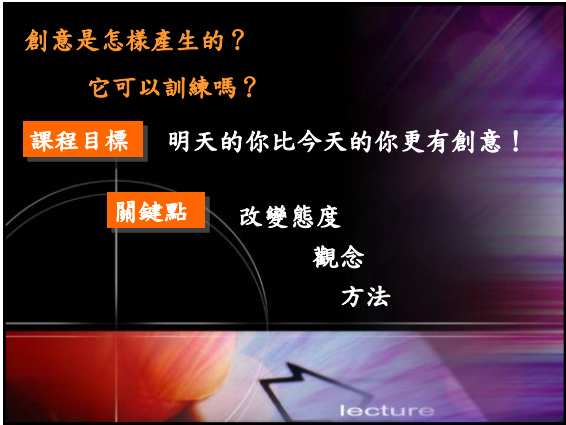 創意是怎樣產生的？
它可以訓練嗎？
課程目標 明天的你比今天的你更有創意！
關鍵點 改變態度
觀念
方法
lecture